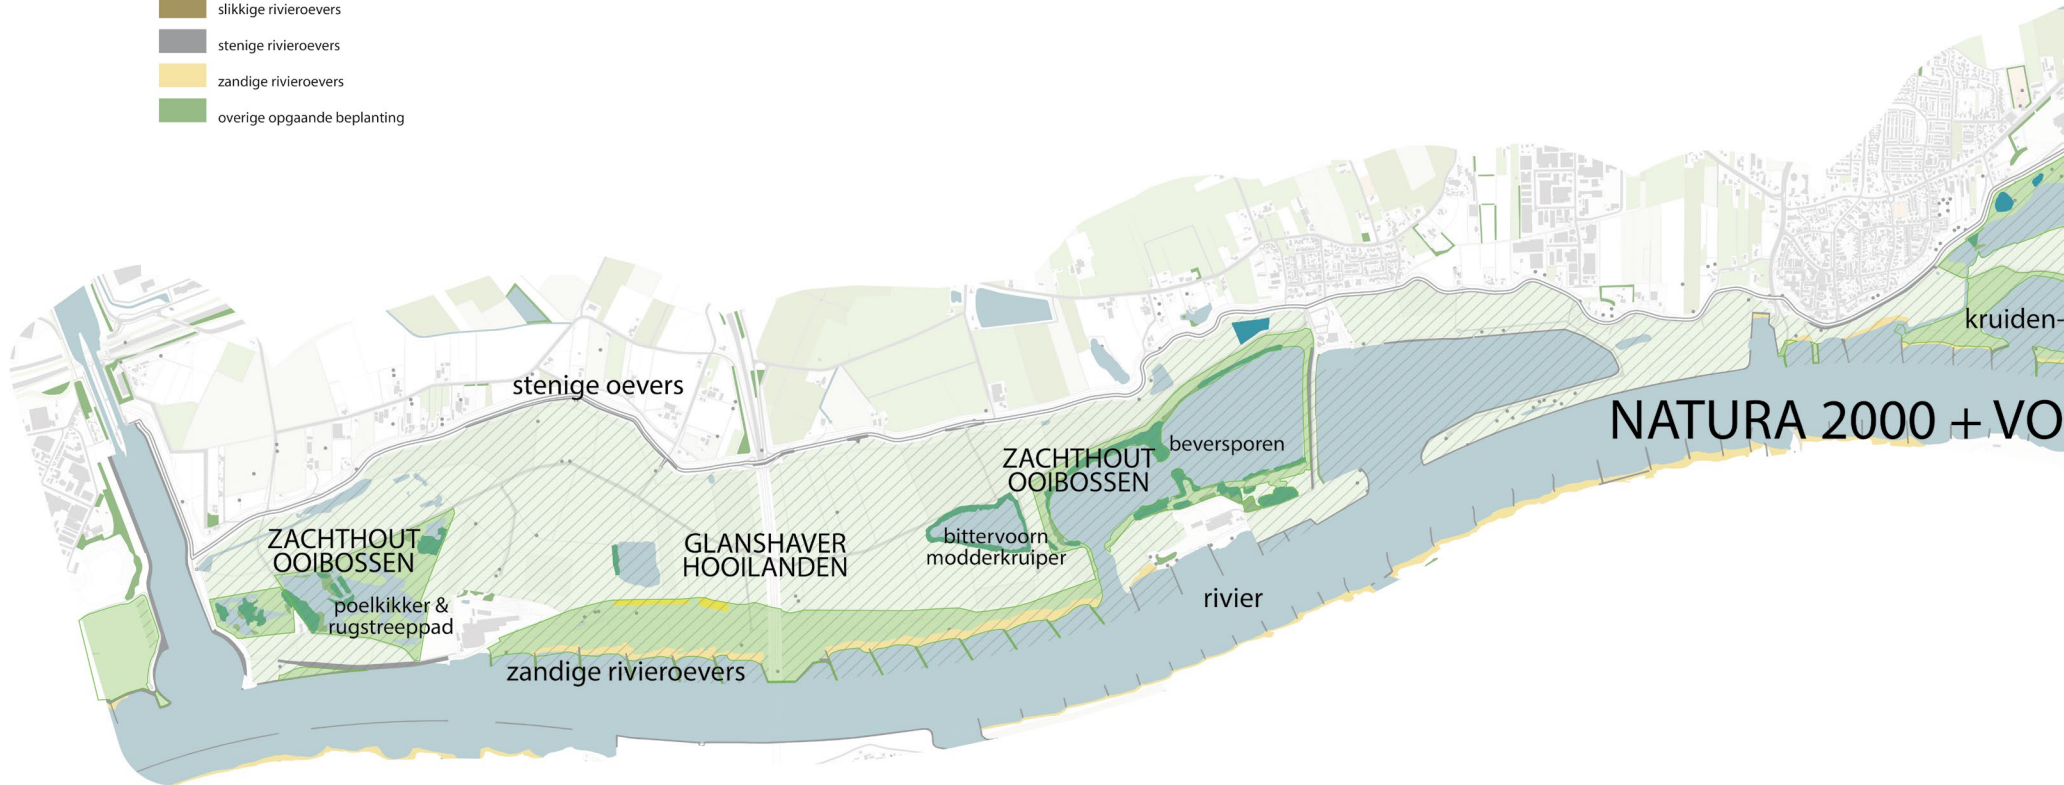 slikkige rivieroevers
stenige rivieroevers
zandige rivieroevers
overige opgaande beplanting
kruiden-
stenige oevers
NATURA 2000 + VO
beversporen
ZACHTHOUT
OOIBOSSEN
ZACHTHOUT
OOIBOSSEN
GLANSHAVER
HOOILANDEN
bittervoorn
modderkruiper
poelkikker &
rugstreeppad
rivier
zandige rivieroevers